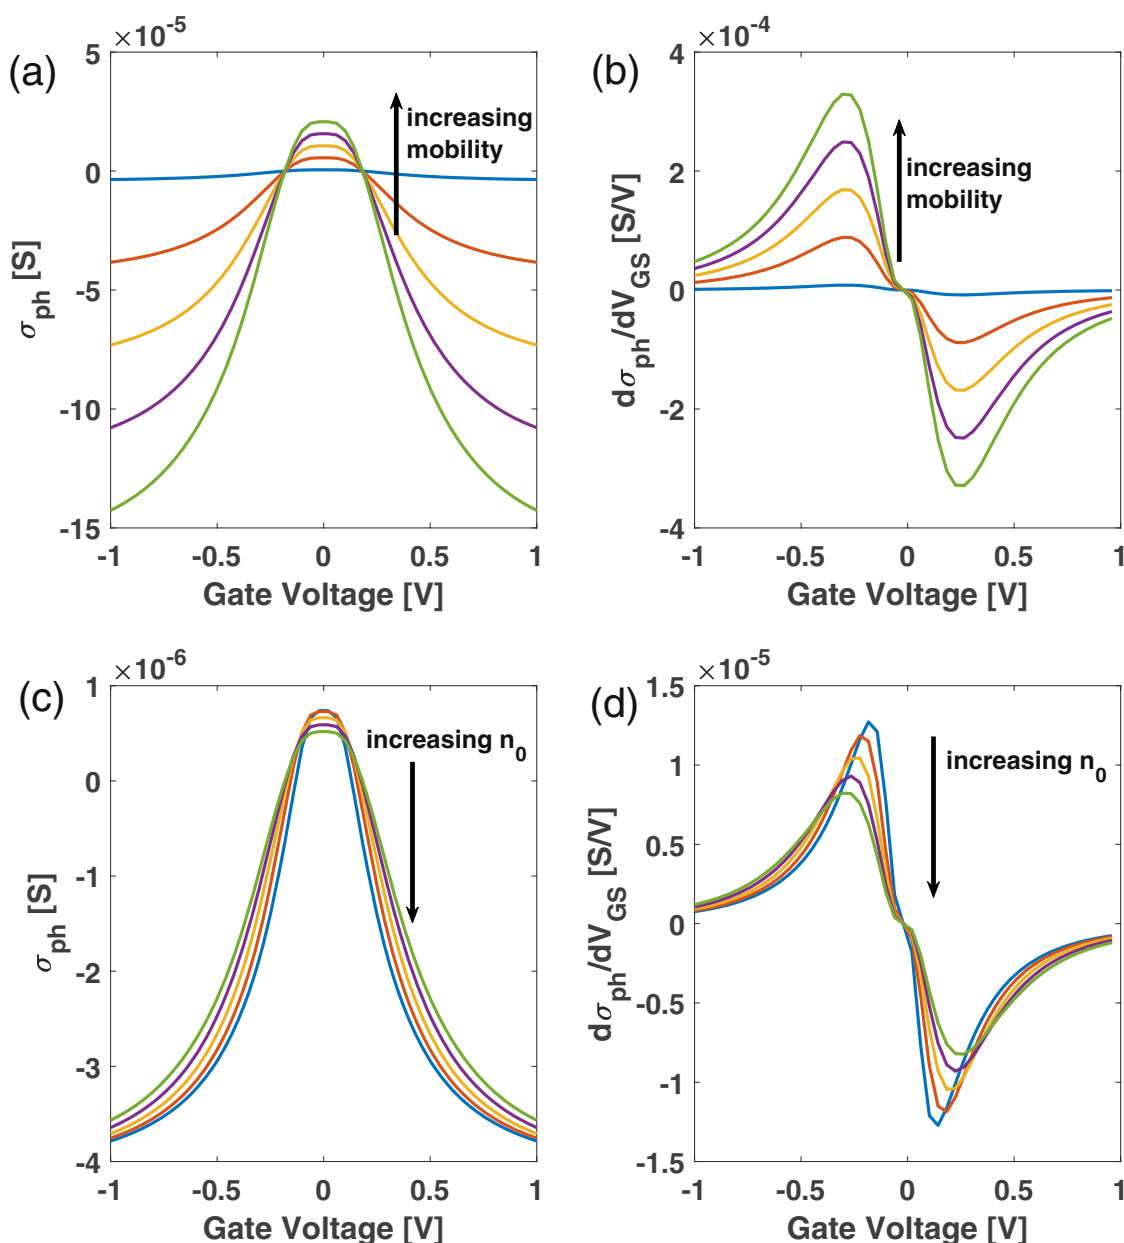 (a)
×10⁻⁵
5
0
-5
-10
-15
-1
-0.5
0
0.5
1
σph [S]
Gate Voltage [V]
increasing
mobility
(b)
×10⁻⁴
4
2
0
-2
-4
-1
-0.5
0
0.5
1
dσph/dVGS [S/V]
Gate Voltage [V]
increasing
mobility
(c)
×10⁻⁶
1
0
-1
-2
-3
-4
-1
-0.5
0
0.5
1
σph [S]
Gate Voltage [V]
increasing n₀
(d)
×10⁻⁵
1.5
1
0.5
0
-0.5
-1
-1.5
-1
-0.5
0
0.5
1
dσph/dVGS [S/V]
Gate Voltage [V]
increasing n₀